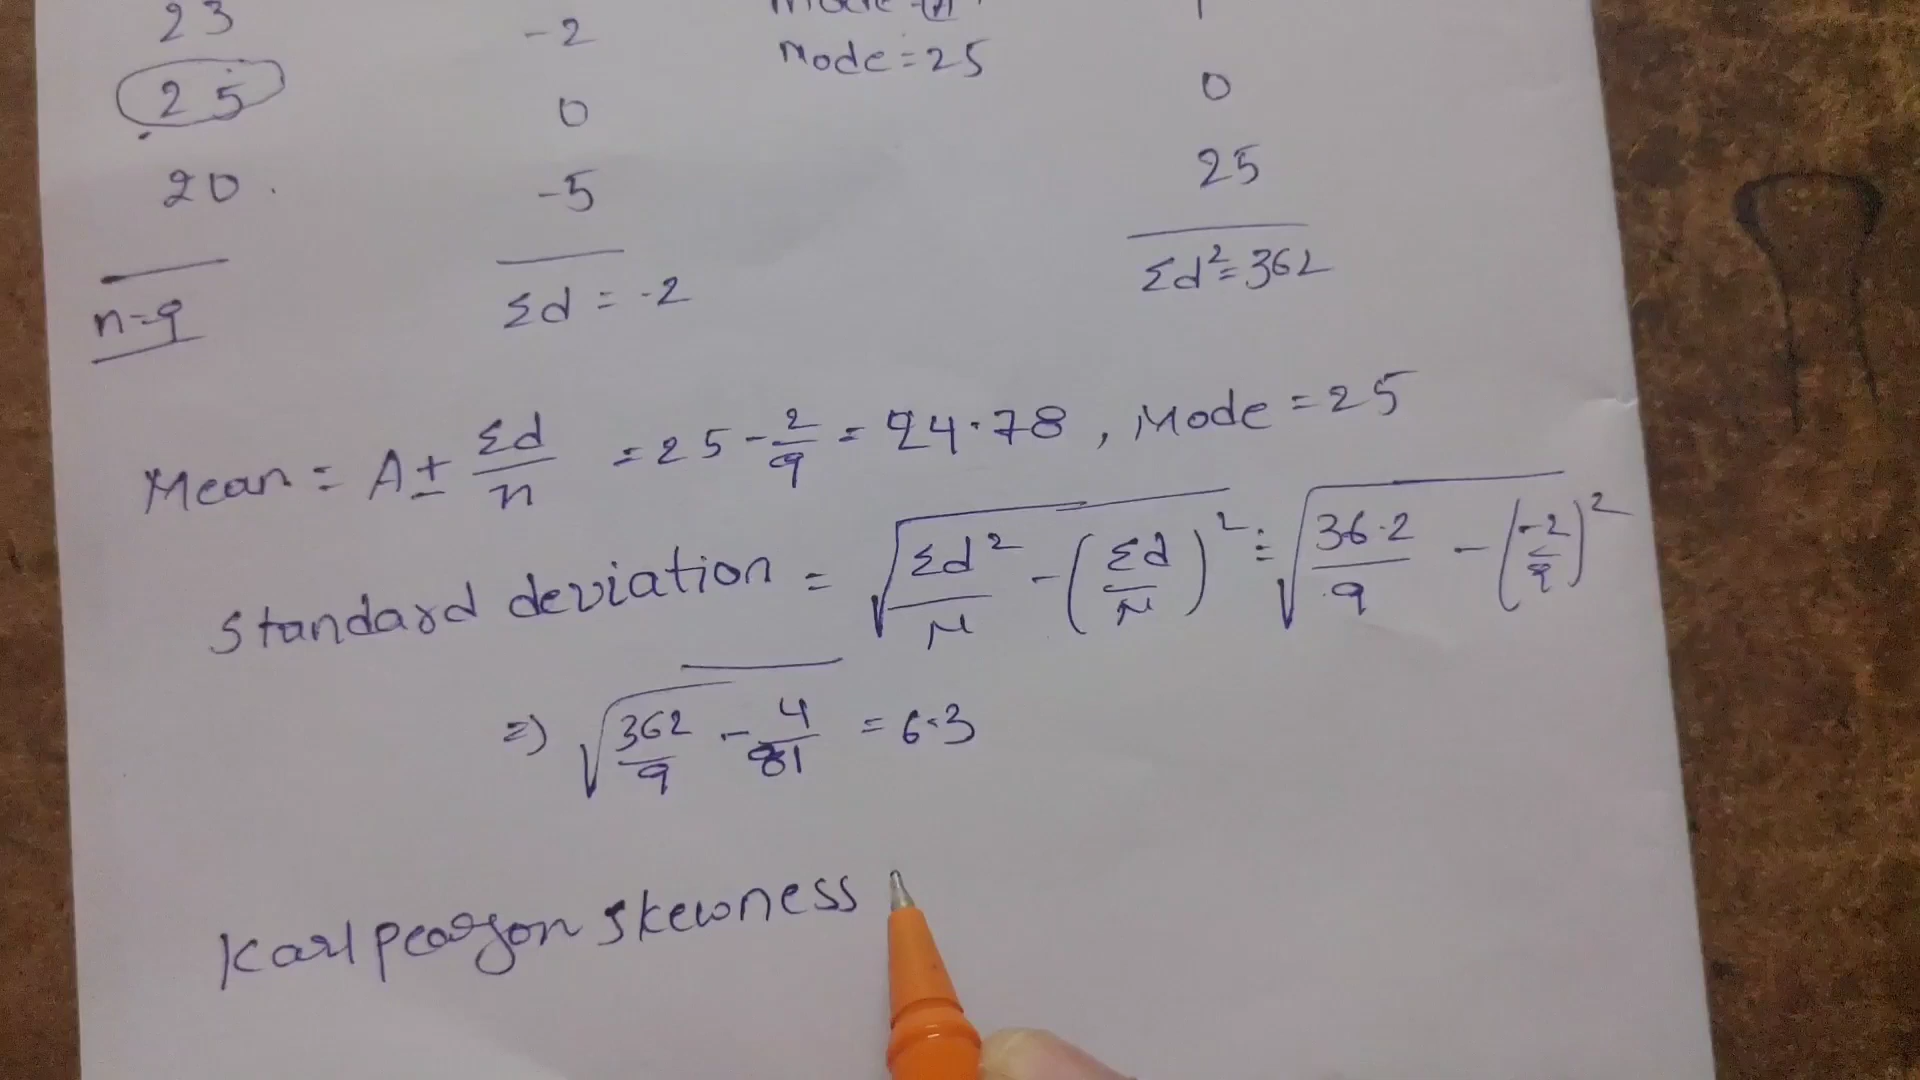 23 -2
Mode = 25
25 0 0
20. -5 25
n=9 Σd = -2 Σd²=362
Mean = A ± Σd/n = 25 - 2/9 = 24.78, Mode = 25
Standard deviation = √(Σd²/N - (Σd/N)²) = √(36.2/9 - (-2/9)²)
=) √(362/9 - 4/81) = 6.3
Karl pearson skewness